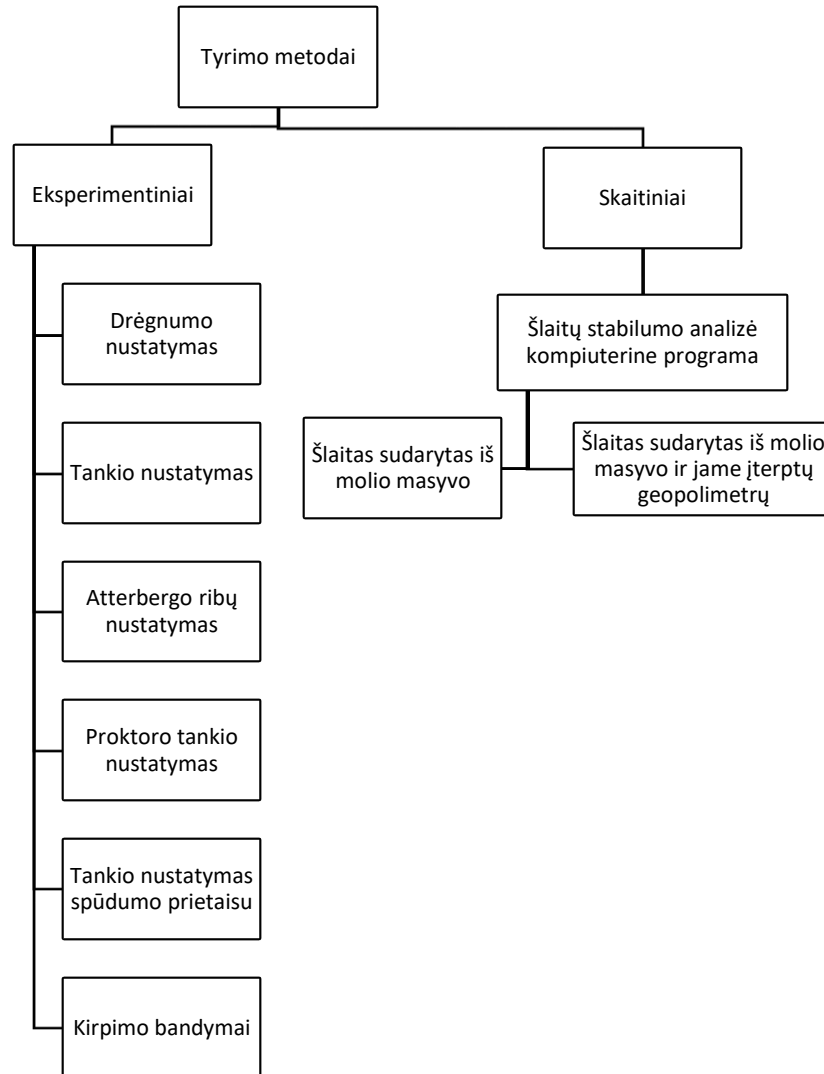 Tyrimo metodai
Eksperimentiniai
Drėgnumo
nustatymas
Tankio nustatymas
Atterbergo ribų
nustatymas
Proktoro tankio
nustatymas
Tankio nustatymas
spūdumo prietaisu
Kirpimo bandymai
Skaitiniai
Šlaitų stabilumo analizė
kompiuterine programa
Šlaitas sudarytas iš
molio masyvo
Šlaitas sudarytas iš molio
masyvo ir jame įterptų
geopolimetrų